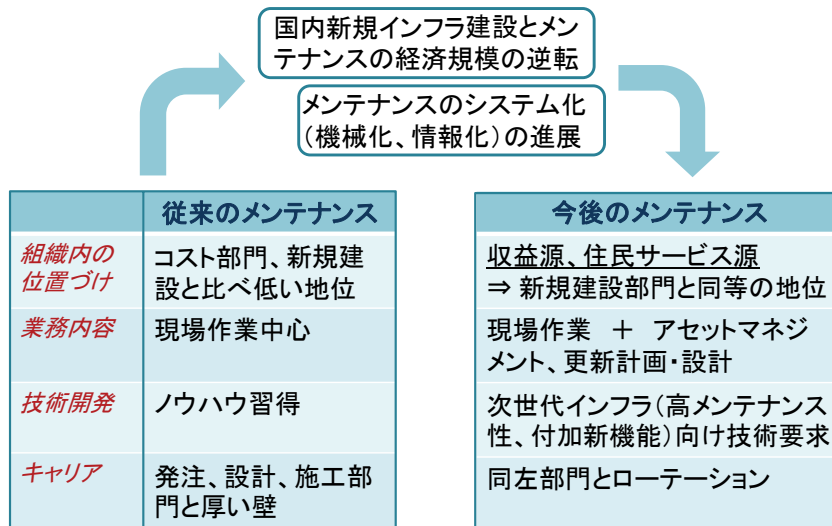 国内新規インフラ建設とメン
テナンスの経済規模の逆転
メンテナンスのシステム化
（機械化、情報化）の進展
従来のメンテナンス
組織内の
位置づけ
コスト部門、新規建
設と比べ低い地位
業務内容
現場作業中心
技術開発
ノウハウ習得
キャリア
発注、設計、施工部
門と厚い壁
今後のメンテナンス
収益源、住民サービス源
⇒ 新規建設部門と同等の地位
現場作業　＋　アセットマネジ
メント、更新計画・設計
次世代インフラ（高メンテナンス
性、付加新機能）向け技術要求
同左部門とローテーション